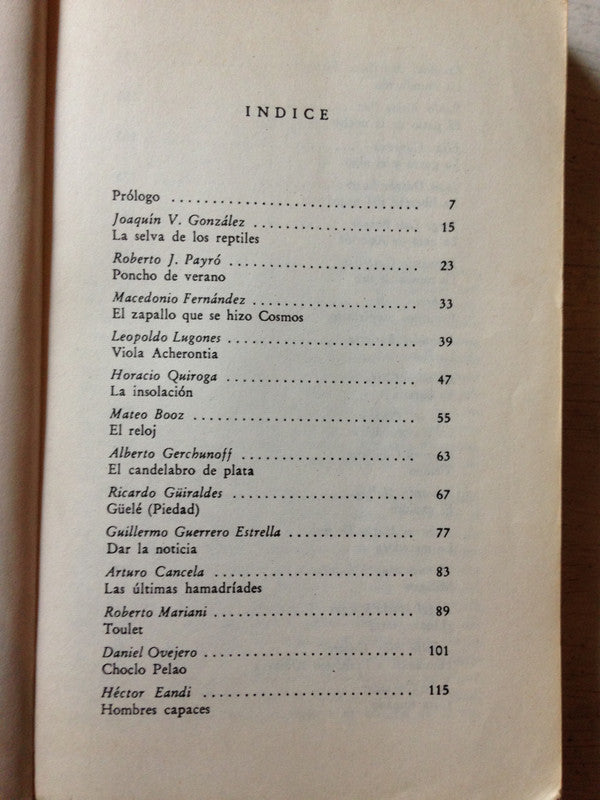 INDICE
Prólogo ............................... 7
Joaquín V. González ..................... 15
La selva de los reptiles
Roberto J. Payró ........................ 23
Poncho de verano
Macedonio Fernández ..................... 33
El zapallo que se hizo Cosmos
Leopoldo Lugones ........................ 39
Viola Acherontia
Horacio Quiroga ........................ 47
La insolación
Mateo Booz ............................ 55
El reloj
Alberto Gerchunoff ...................... 63
El candelabro de plata
Ricardo Güiraldes ....................... 67
Güelé (Piedad)
Guillermo Guerrero Estrella ................ 77
Dar la noticia
Arturo Cancela ......................... 83
Las últimas hamadríades
Roberto Mariani ......................... 89
Toulet
Daniel Ovejero .......................... 101
Choclo Pelao
Héctor Eandi .......................... 115
Hombres capaces